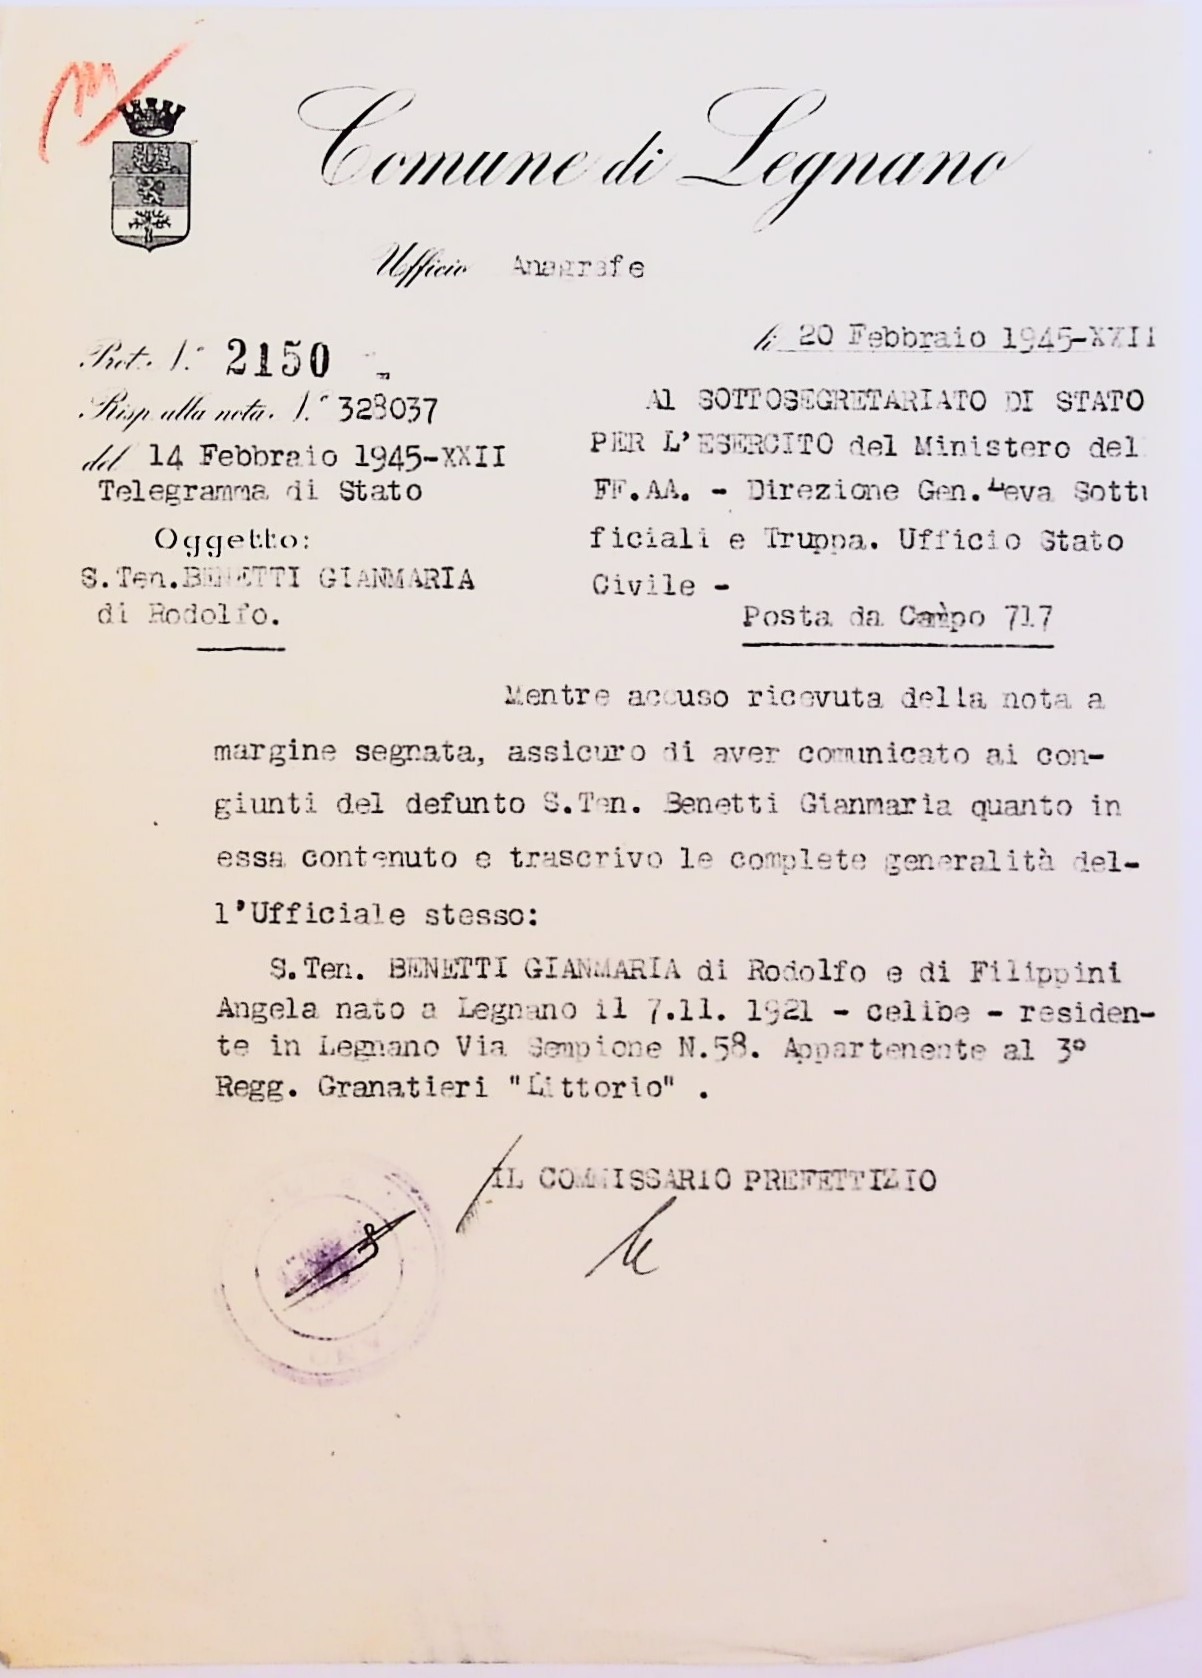 Comune di Legnano
Ufficio Anagrafe
li 20 Febbraio 1945-XXII
Prot. N.° 2150
Risp. alla nota N.° 328037
del 14 Febbraio 1945-XXII
Telegramma di Stato
Oggetto:
S.Ten.BENETTI GIANMARIA
di Rodolfo.
Al SOTTOSEGRETARIATO DI STATO
PER L'ESERCITO del Ministero del
FF.AA. - Direzione Gen.Leva Sottu
ficiali e Truppa. Ufficio Stato
Civile -
Posta da Campo 717
Mentre accuso ricevuta della nota a
margine segnata, assicuro di aver comunicato ai con-
giunti del defunto S.Ten. Benetti Gianmaria quanto in
essa contenuto e trascrivo le complete generalità del-
l'Ufficiale stesso:
S.Ten. BENETTI GIANMARIA di Rodolfo e di Filippini
Angela nato a Legnano il 7.11. 1921 - celibe - residen-
te in Legnano Via Sempione N.58. Appartenente al 3°
Regg. Granatieri "Littorio" .
IL COMMISSARIO PREFETTIZIO